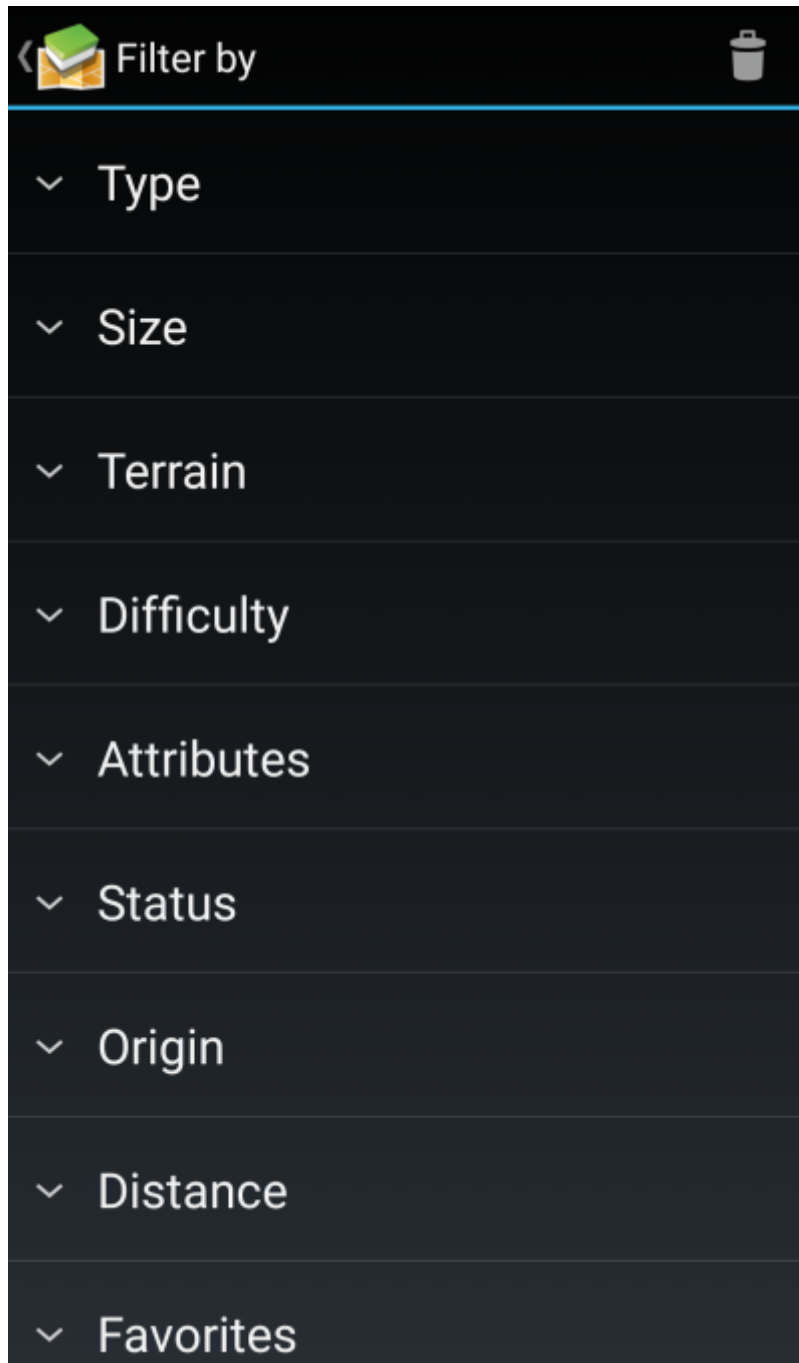 Filter by
Type
Size
Terrain
Difficulty
Attributes
Status
Origin
Distance
Favorites